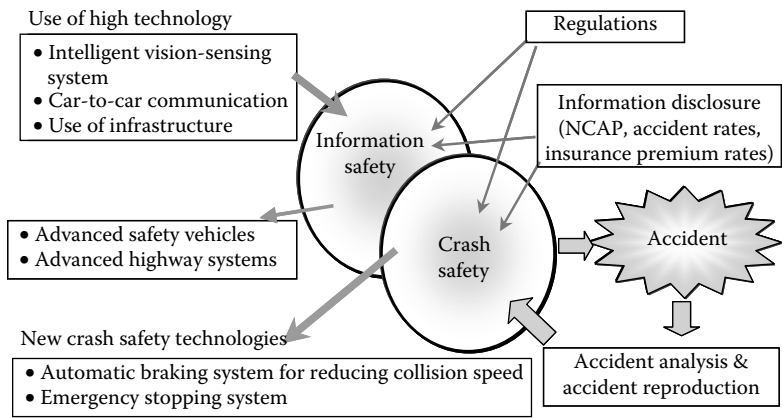 Use of high technology
• Intelligent vision-sensing
system
• Car-to-car communication
• Use of infrastructure
Regulations
Information disclosure
(NCAP, accident rates,
insurance premium rates)
Information
safety
• Advanced safety vehicles
• Advanced highway systems
Crash
safety
Accident
New crash safety technologies
• Automatic braking system for reducing collision speed
• Emergency stopping system
Accident analysis &
accident reproduction